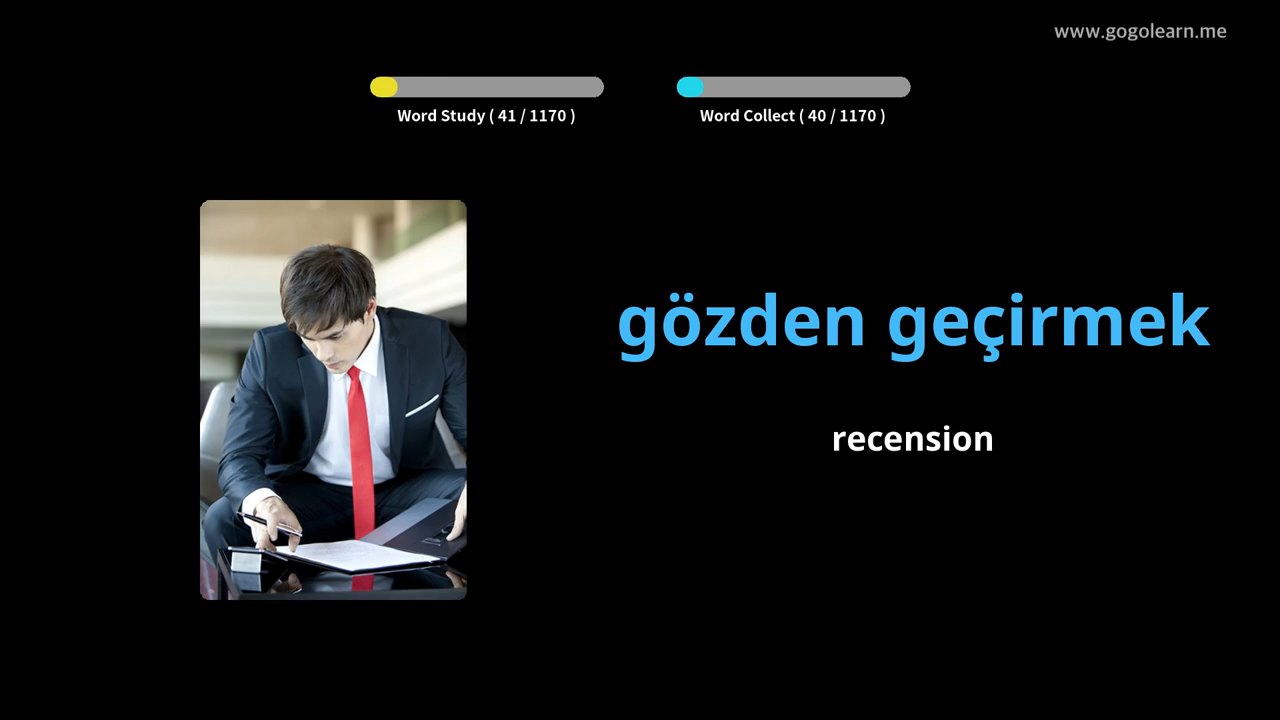 www.gogolearn.me
Word Study ( 41 / 1170 )
Word Collect ( 40 / 1170 )
gözden geçirmek
recension